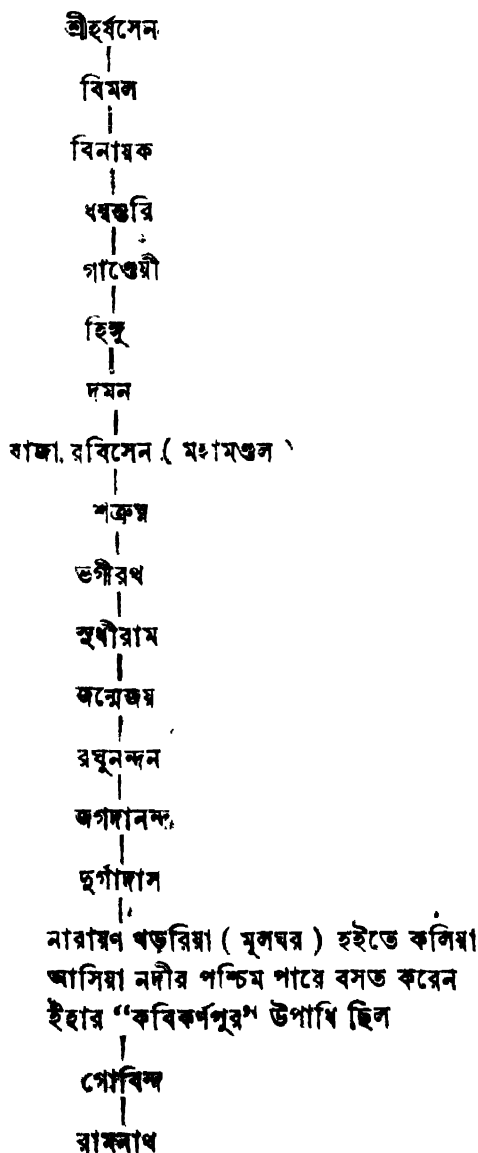 শ্রীহর্ষসেন
বিমল
বিনায়ক
ধন্বন্তরি
গাণ্ডেয়ী
হিঙ্গু
দমন
রাজা রবিসেন ( মহামণ্ডল )
শত্রুঘ্ন
ভগীরথ
সুধীরাম
জন্মেজয়
রঘুনন্দন
জগদানন্দ
দুর্গাদাস
নারায়ণ খড়রিয়া ( মূলঘর ) হইতে কলিয়া
আসিয়া নদীর পশ্চিম পারে বসত করেন
ইঁহার “কবিকর্ণপুর” উপাধি ছিল
গোবিন্দ
রামনাথ